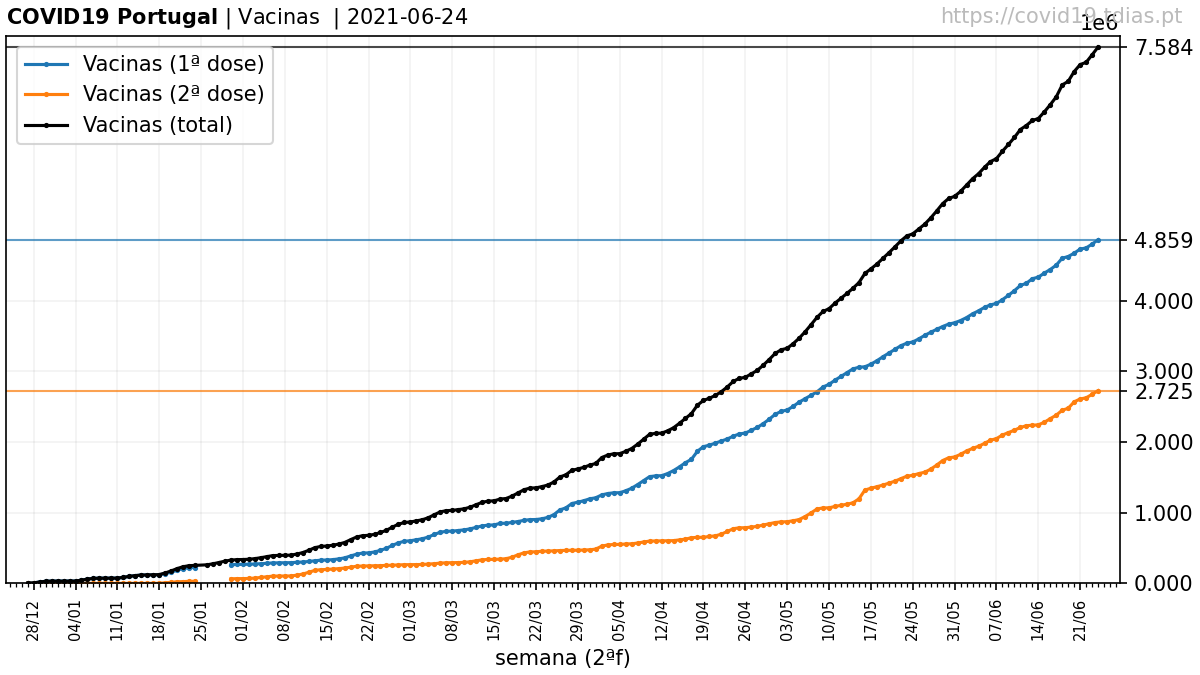 COVID19 Portugal | Vacinas | 2021-06-24
https://covid19.tdias.pt
1e6
Vacinas (1ª dose)
Vacinas (2ª dose)
Vacinas (total)
7.584
4.859
4.000
3.000
2.725
2.000
1.000
0.000
28/12 04/01 11/01 18/01 25/01 01/02 08/02 15/02 22/02 01/03 08/03 15/03 22/03 29/03 05/04 12/04 19/04 26/04 03/05 10/05 17/05 24/05 31/05 07/06 14/06 21/06
semana (2ªf)